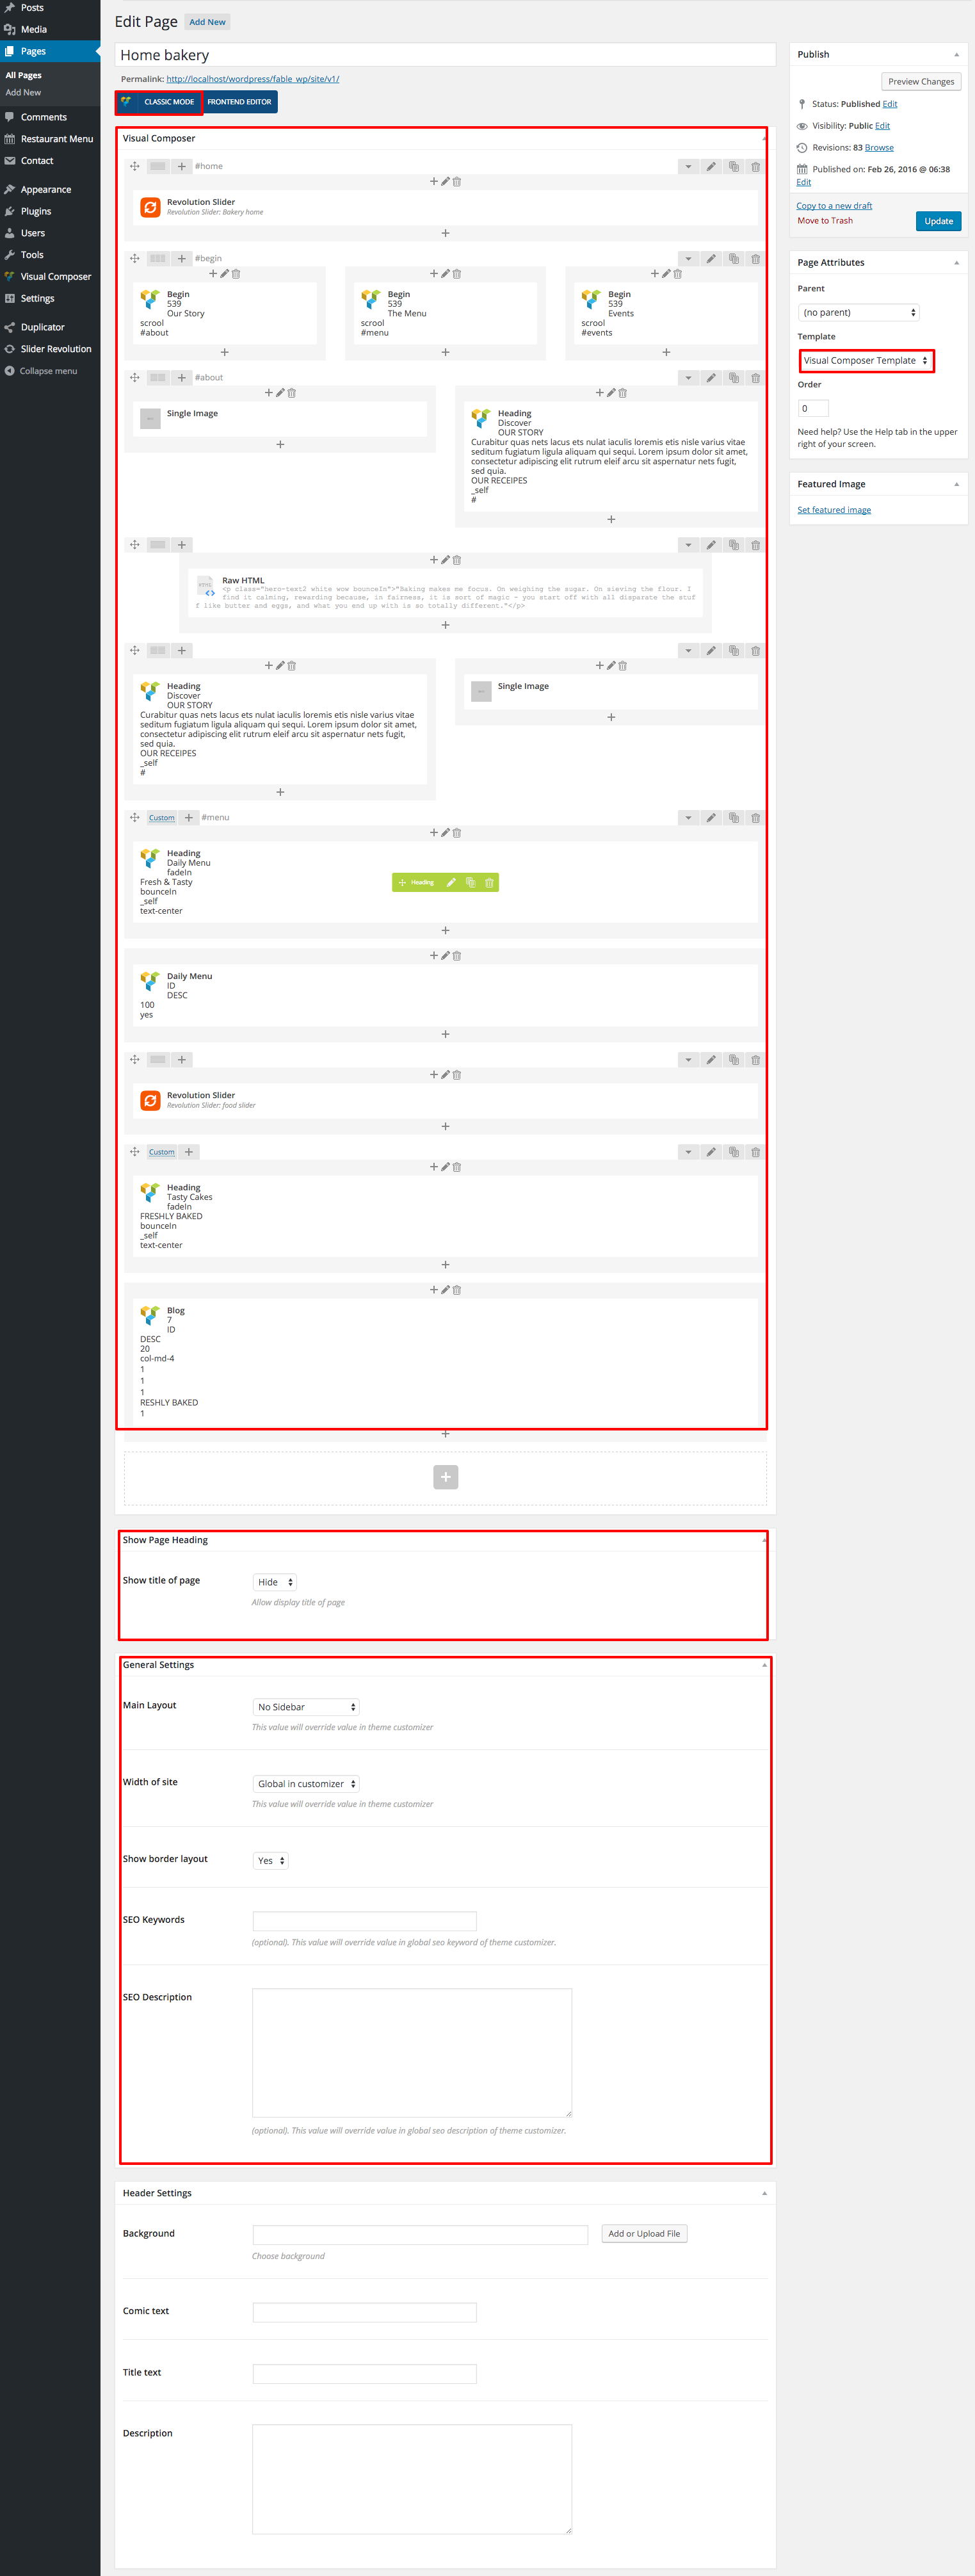 Posts
Media
Pages
All Pages
Add New
Comments
Restaurant Menu
Contact
Appearance
Plugins
Users
Tools
Visual Composer
Settings
Duplicator
Slider Revolution
Collapse menu
Edit Page Add New
Home bakery
Permalink: http://localhost/wordpress/fable_wp/site/v1/
CLASSIC MODE FRONTEND EDITOR
Visual Composer
#home
Revolution Slider
Revolution Slider: Bakery home
#begin
Begin
539
Our Story
scrool
#about
Begin
539
The Menu
scrool
#menu
Begin
539
Events
scrool
#events
#about
Single Image
Heading
Discover
OUR STORY
Curabitur quas nets lacus ets nulat iaculis loremis etis nisle varius vitae
seditum fugiatum ligula aliquam qui sequi. Lorem ipsum dolor sit amet,
consectetur adipiscing elit rutrum eleif arcu sit aspernatur nets fugit,
sed quia.
OUR RECEIPES
_self
#
Raw HTML
<p class="hero-text2 white wow bounceIn">"Baking makes me focus. On weighing the sugar. On sieving the flour. I
find it calming, rewarding because, in fairness, it is sort of magic - you start off with all disparate the stuf
f like butter and eggs, and what you end up with is so totally different."</p>
Heading
Discover
OUR STORY
Curabitur quas nets lacus ets nulat iaculis loremis etis nisle varius vitae
seditum fugiatum ligula aliquam qui sequi. Lorem ipsum dolor sit amet,
consectetur adipiscing elit rutrum eleif arcu sit aspernatur nets fugit,
sed quia.
OUR RECEIPES
_self
#
Single Image
Custom #menu
Heading
Daily Menu
fadeIn
Fresh & Tasty
bounceIn
_self
text-center
Heading
Daily Menu
ID
DESC
100
yes
Revolution Slider
Revolution Slider: food slider
Custom
Heading
Tasty Cakes
fadeIn
FRESHLY BAKED
bounceIn
_self
text-center
Blog
7
ID
DESC
20
col-md-4
1
1
1
RESHLY BAKED
1
Show Page Heading
Show title of page Hide
Allow display title of page
General Settings
Main Layout No Sidebar
This value will override value in theme customizer
Width of site Global in customizer
This value will override value in theme customizer
Show border layout Yes
SEO Keywords
(optional). This value will override value in global seo keyword of theme customizer.
SEO Description
(optional). This value will override value in global seo description of theme customizer.
Header Settings
Background Add or Upload File
Choose background
Comic text
Title text
Description
Publish
Preview Changes
Status: Published Edit
Visibility: Public Edit
Revisions: 83 Browse
Published on: Feb 26, 2016 @ 06:38
Edit
Copy to a new draft
Move to Trash Update
Page Attributes
Parent
(no parent)
Template
Visual Composer Template
Order
0
Need help? Use the Help tab in the upper
right of your screen.
Featured Image
Set featured image